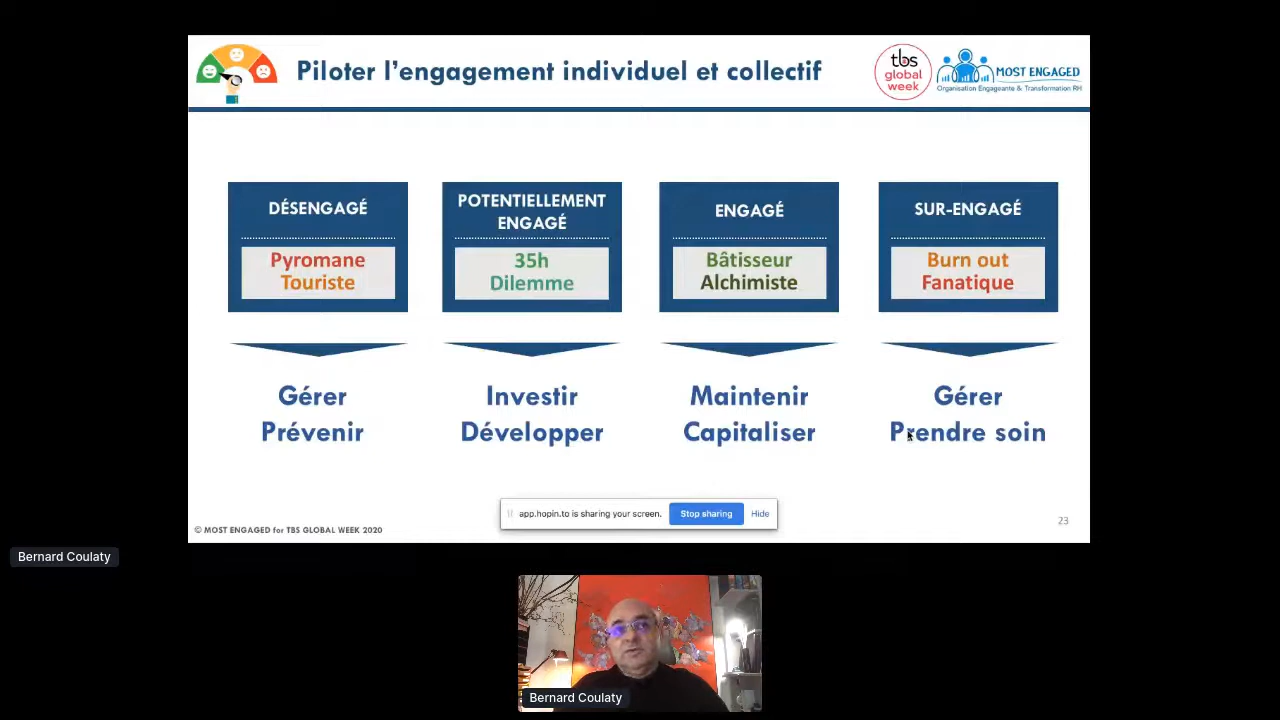 Piloter l'engagement individuel et collectif
tbs
global
week
MOST ENGAGED
Organisation Engageante & Transformation RH
DÉSENGAGÉ
Pyromane
Touriste
POTENTIELLEMENT
ENGAGÉ
35h
Dilemme
ENGAGÉ
Bâtisseur
Alchimiste
SUR-ENGAGÉ
Burn out
Fanatique
Gérer
Prévenir
Investir
Développer
Maintenir
Capitaliser
Gérer
Prendre soin
app.hopin.to is sharing your screen.
Stop sharing
Hide
© MOST ENGAGED for TBS GLOBAL WEEK 2020
23
Bernard Coulaty
Bernard Coulaty